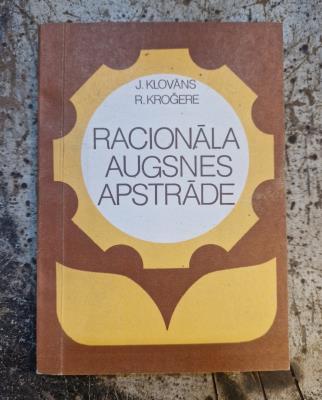 J. KLOVĀNS
R. KROĢERE
RACIONĀLA
AUGSNES
APSTRĀDE